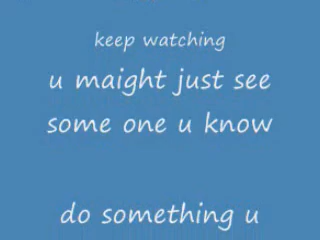 keep watching
u maight just see
some one u know
do something u